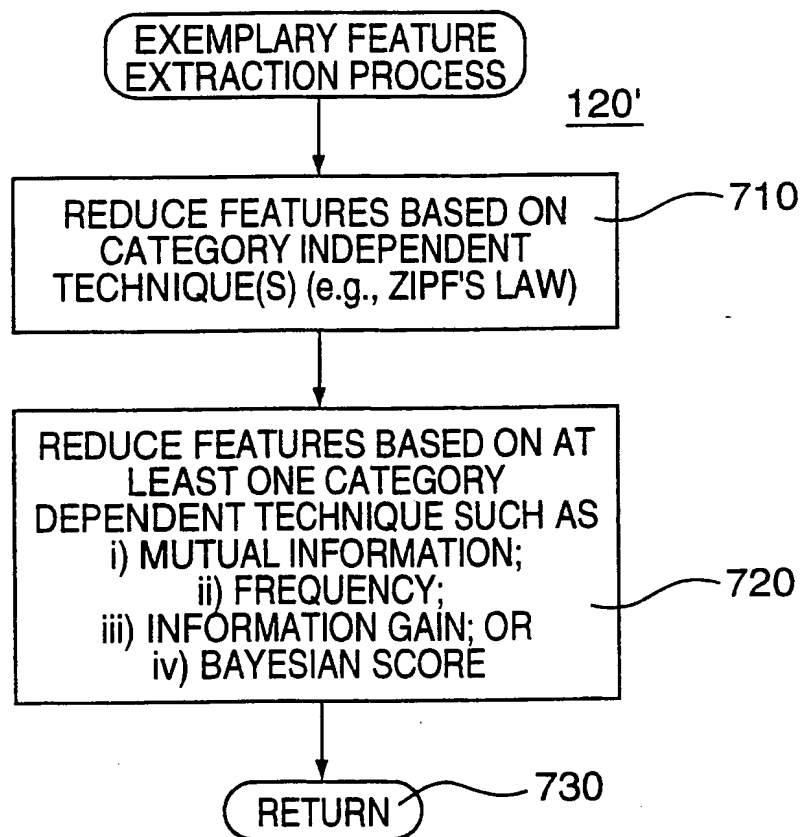 EXEMPLARY FEATURE
EXTRACTION PROCESS
120'
REDUCE FEATURES BASED ON
CATEGORY INDEPENDENT
TECHNIQUE(S) (e.g., ZIPF'S LAW)
710
REDUCE FEATURES BASED ON AT
LEAST ONE CATEGORY
DEPENDENT TECHNIQUE SUCH AS
i) MUTUAL INFORMATION;
ii) FREQUENCY;
iii) INFORMATION GAIN; OR
iv) BAYESIAN SCORE
720
RETURN
730